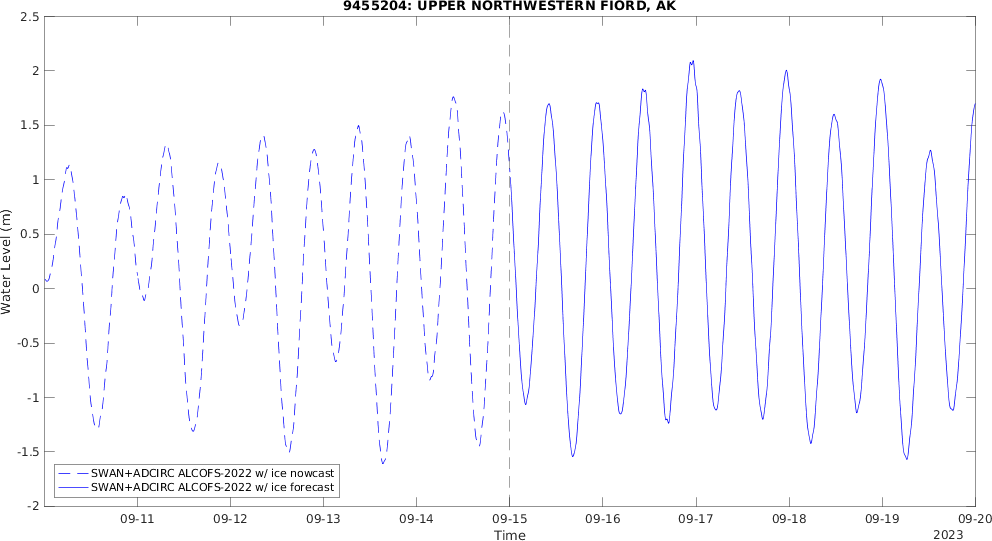 9455204: UPPER NORTHWESTERN FIORD, AK
2.5
2
1.5
1
0.5
0
-0.5
-1
-1.5
-2
Water Level (m)
SWAN+ADCIRC ALCOFS-2022 w/ ice nowcast
SWAN+ADCIRC ALCOFS-2022 w/ ice forecast
09-11 09-12 09-13 09-14 09-15 09-16 09-17 09-18 09-19 09-20
Time
2023